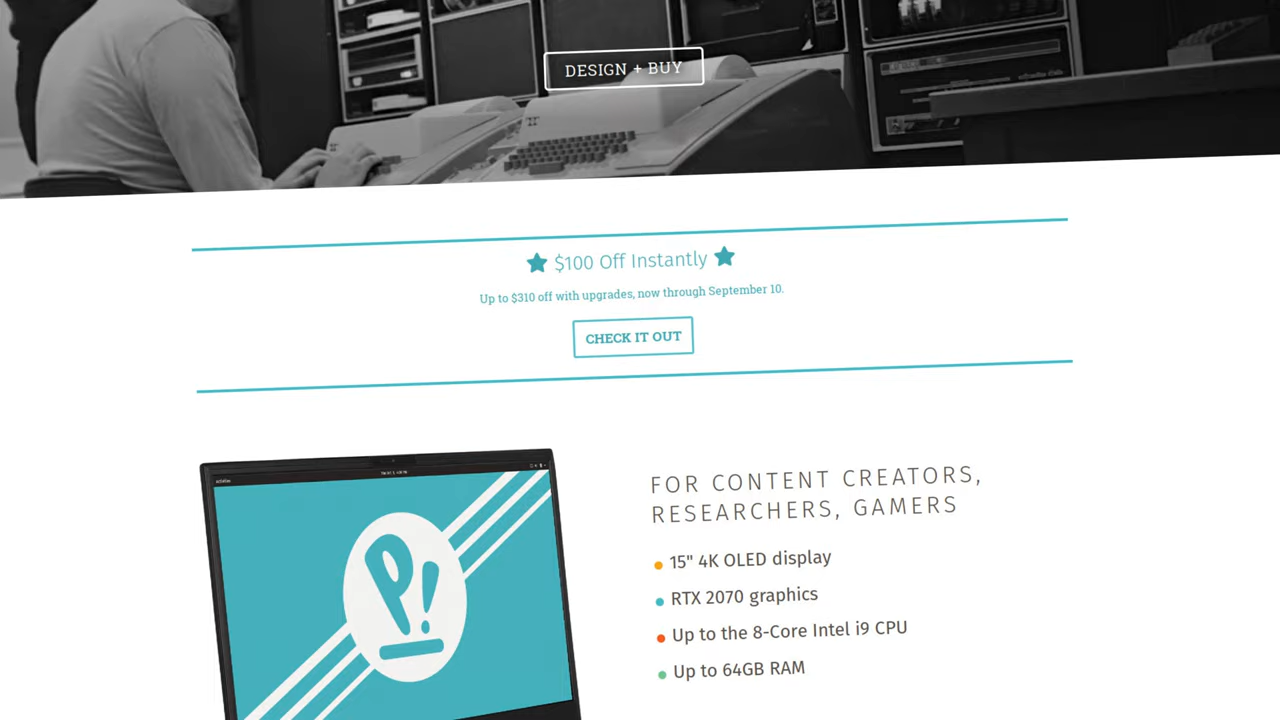 DESIGN + BUY
$100 Off Instantly
Up to $310 off with upgrades, now through September 10.
CHECK IT OUT
P!
FOR CONTENT CREATORS,
RESEARCHERS, GAMERS
15" 4K OLED display
RTX 2070 graphics
Up to the 8-Core Intel i9 CPU
Up to 64GB RAM